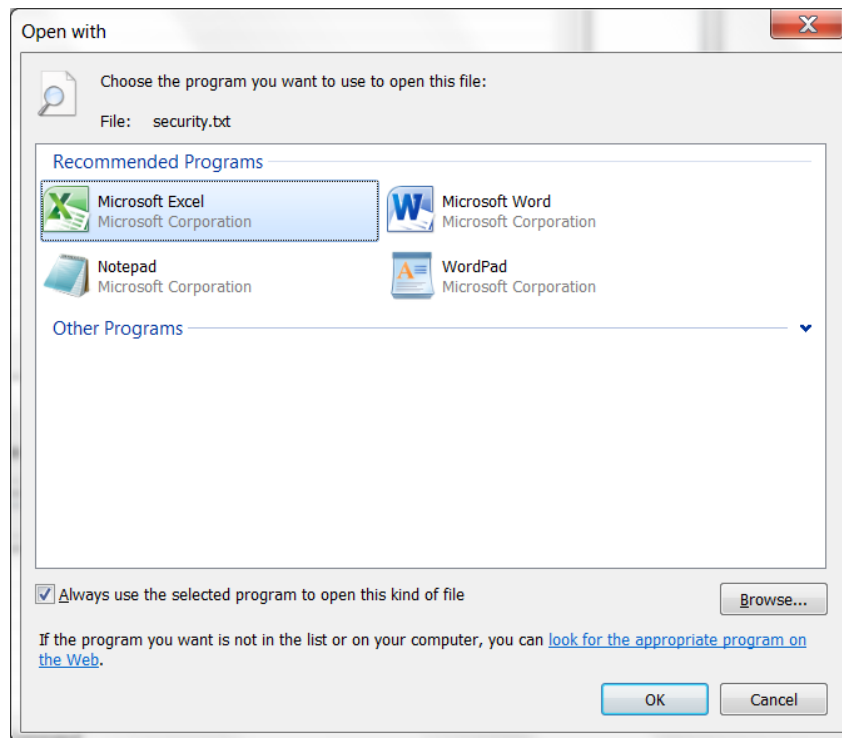 Open with
Choose the program you want to use to open this file:
File: security.txt
Recommended Programs
Microsoft Excel
Microsoft Corporation
Microsoft Word
Microsoft Corporation
Notepad
Microsoft Corporation
WordPad
Microsoft Corporation
Other Programs
Always use the selected program to open this kind of file
Browse...
If the program you want is not in the list or on your computer, you can look for the appropriate program on
the Web.
OK
Cancel